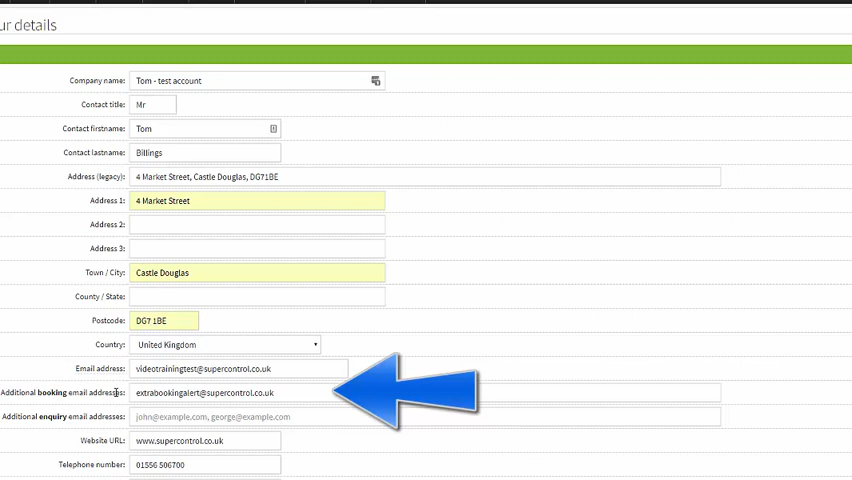 ur details
Company name: Tom - test account
Contact title: Mr
Contact firstname: Tom
Contact lastname: Billings
Address (legacy): 4 Market Street, Castle Douglas, DG71BE
Address 1: 4 Market Street
Address 2:
Address 3:
Town / City: Castle Douglas
County / State:
Postcode: DG7 1BE
Country: United Kingdom
Email address: videotrainingtest@supercontrol.co.uk
Additional booking email addresses: extrabookingalert@supercontrol.co.uk
Additional enquiry email addresses: john@example.com, george@example.com
Website URL: www.supercontrol.co.uk
Telephone number: 01556 506700